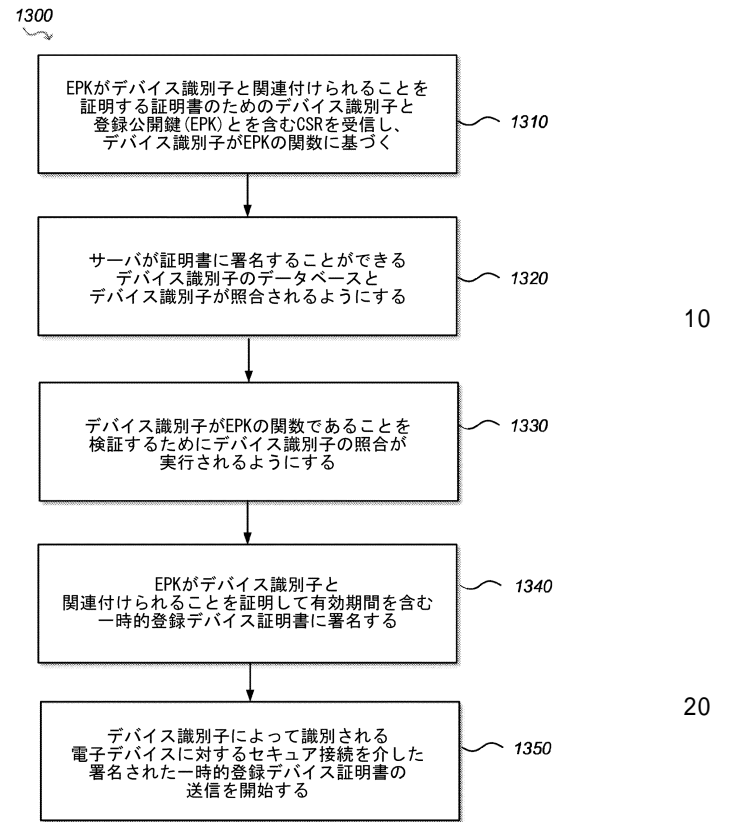 1300
EPKがデバイス識別子と関連付けられることを
証明する証明書のためのデバイス識別子と
登録公開鍵(EPK)とを含むCSRを受信し、
デバイス識別子がEPKの関数に基づく
1310
サーバが証明書に署名することができる
デバイス識別子のデータベースと
デバイス識別子が照合されるようにする
1320
10
デバイス識別子がEPKの関数であることを
検証するためにデバイス識別子の照合が
実行されるようにする
1330
EPKがデバイス識別子と
関連付けられることを証明して有効期間を含む
一時的登録デバイス証明書に署名する
1340
20
デバイス識別子によって識別される
電子デバイスに対するセキュア接続を介した
署名された一時的登録デバイス証明書の
送信を開始する
1350